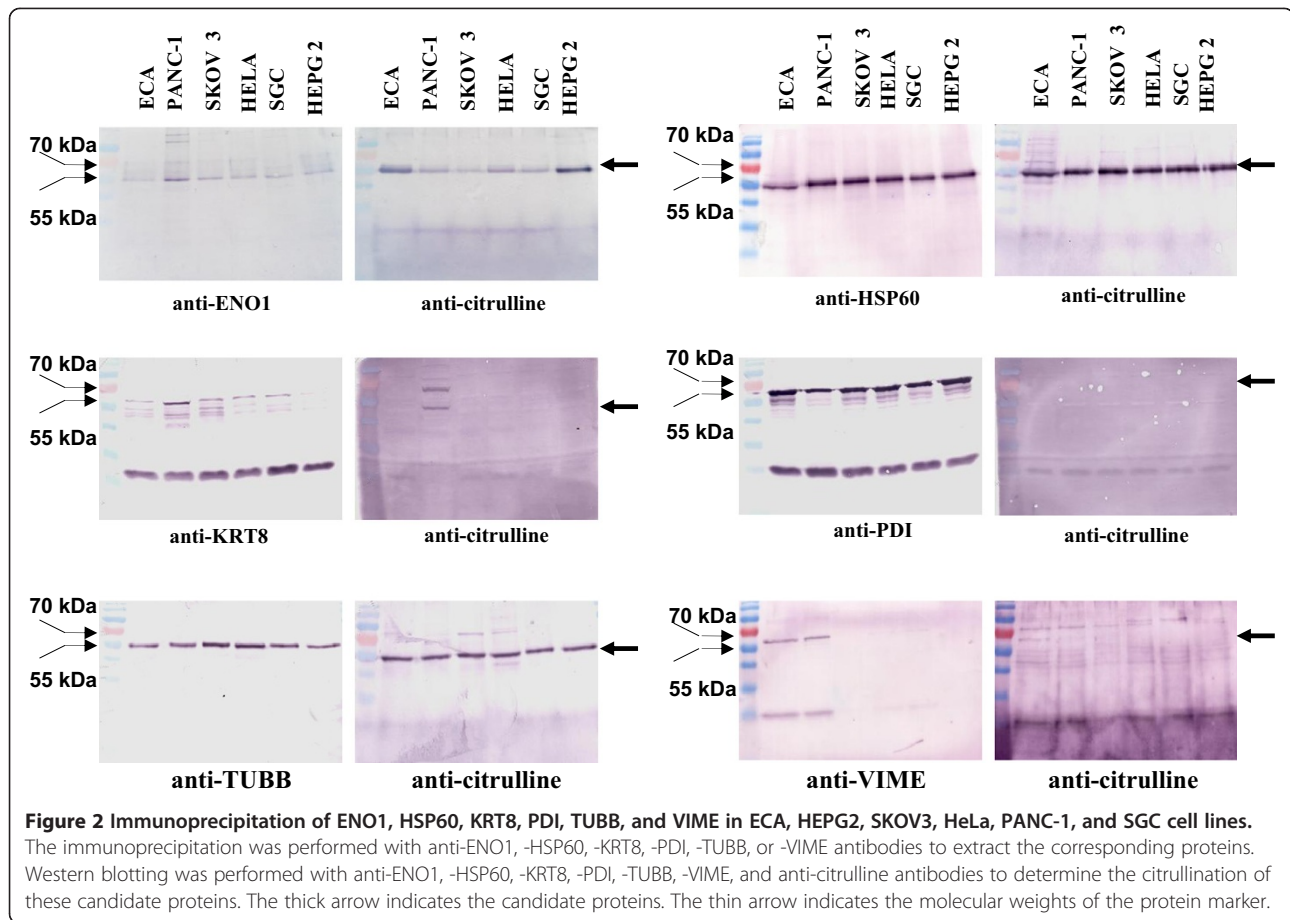 ECA PANC-1 SKOV 3 HELA SGC HEPG 2
ECA PANC-1 SKOV 3 HELA SGC HEPG 2
70 kDa
55 kDa
anti-ENO1
anti-citrulline
ECA PANC-1 SKOV 3 HELA SGC HEPG 2
ECA PANC-1 SKOV 3 HELA SGC HEPG 2
70 kDa
55 kDa
anti-HSP60
anti-citrulline
70 kDa
55 kDa
anti-KRT8
anti-citrulline
70 kDa
55 kDa
anti-PDI
anti-citrulline
70 kDa
55 kDa
anti-TUBB
anti-citrulline
70 kDa
55 kDa
anti-VIME
anti-citrulline
Figure 2 Immunoprecipitation of ENO1, HSP60, KRT8, PDI, TUBB, and VIME in ECA, HEPG2, SKOV3, HeLa, PANC-1, and SGC cell lines.
The immunoprecipitation was performed with anti-ENO1, -HSP60, -KRT8, -PDI, -TUBB, or -VIME antibodies to extract the corresponding proteins.
Western blotting was performed with anti-ENO1, -HSP60, -KRT8, -PDI, -TUBB, -VIME, and anti-citrulline antibodies to determine the citrullination of
these candidate proteins. The thick arrow indicates the candidate proteins. The thin arrow indicates the molecular weights of the protein marker.